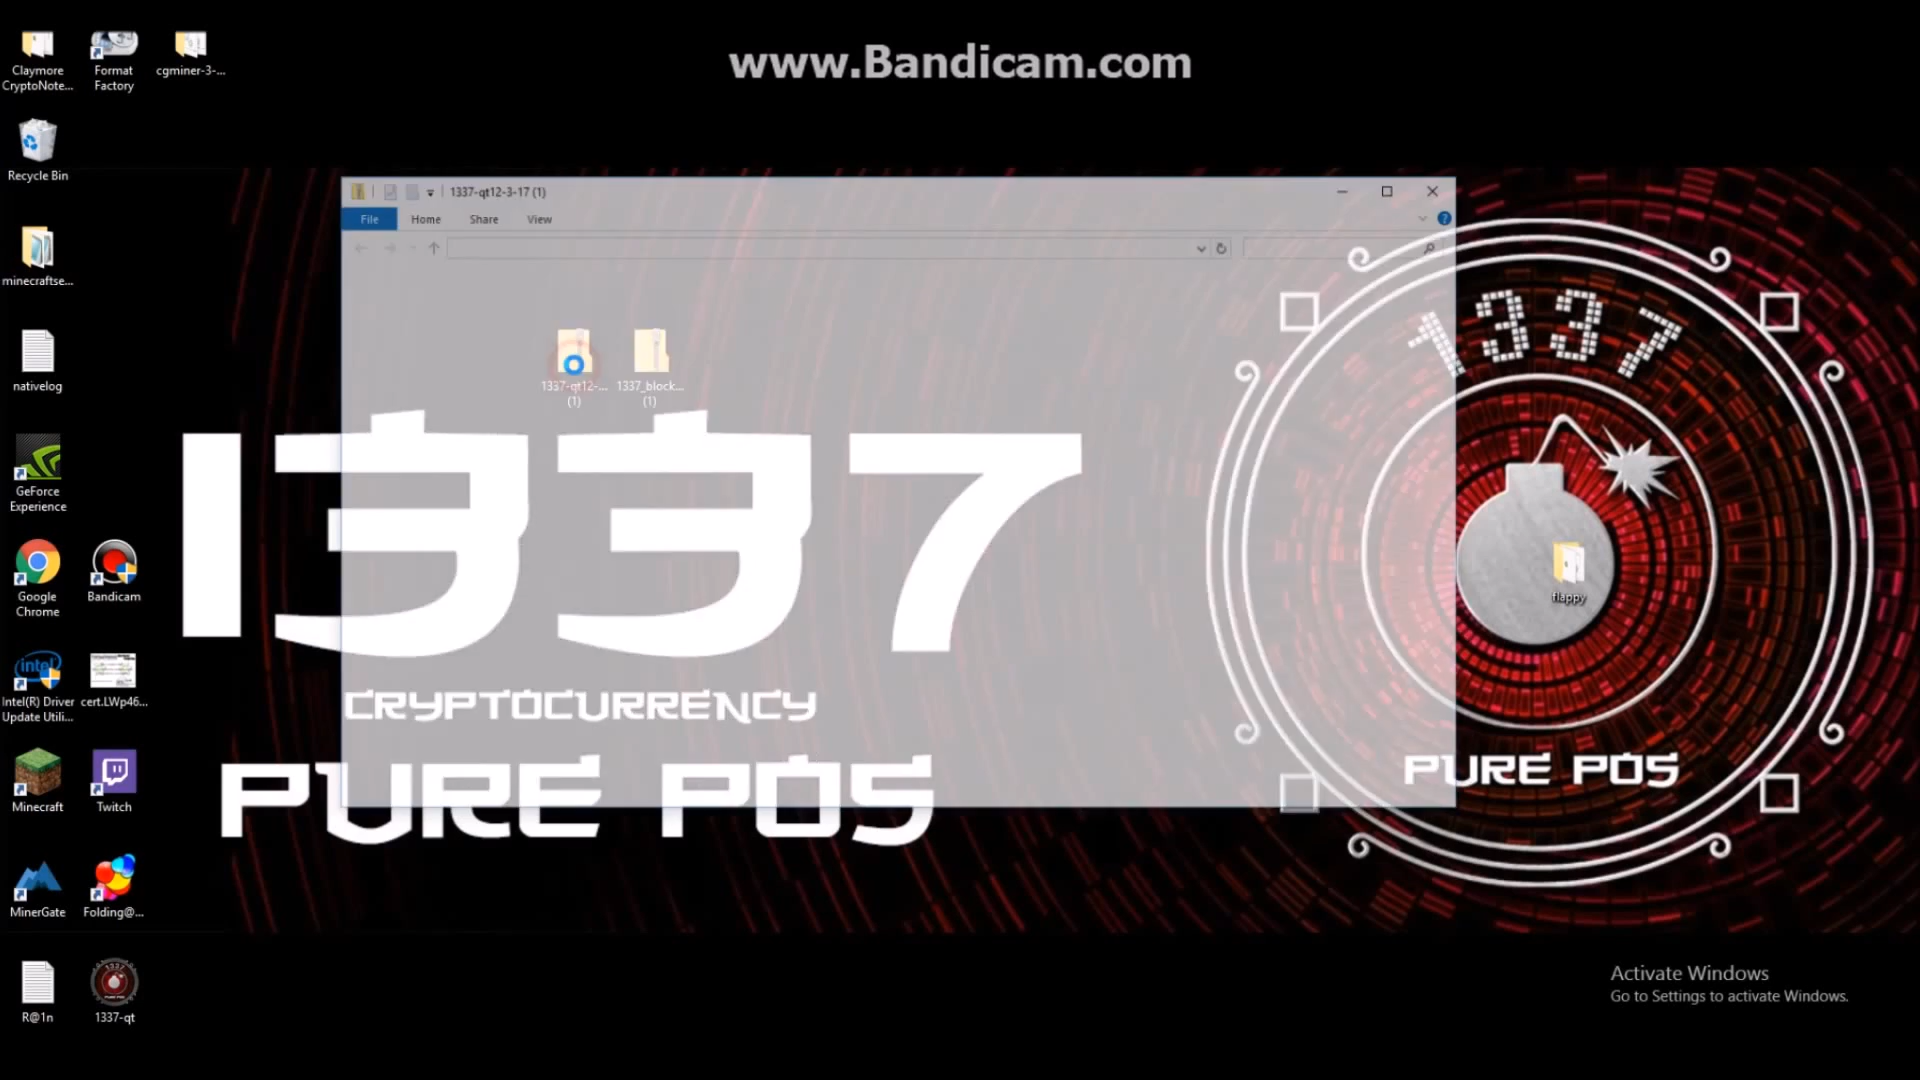 www.Bandicam.com
Claymore
CryptoNote...
Format
Factory
cgminer-3-...
Recycle Bin
1337-qt12-3-17 (1)
File
Home
Share
View
minecraftse...
1337
nativelog
1337-qt12-...
(1)
1337_block...
(1)
1337
GeForce
Experience
Google
Chrome
Bandicam
flappy
intel
Intel(R) Driver
Update Utili...
cert.LWp46...
CRYPTOCURRENCY
PURE POS
PURE POS
Minecraft
Twitch
MinerGate
Folding@...
R@1n
1337-qt
Activate Windows
Go to Settings to activate Windows.